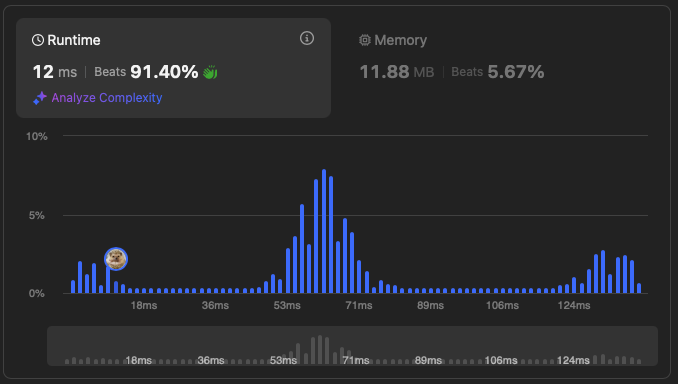 Runtime
Memory
12 ms | Beats 91.40%
11.88 MB | Beats 5.67%
Analyze Complexity
10%
5%
0%
18ms 36ms 53ms 71ms 89ms 106ms 124ms
18ms 36ms 53ms 71ms 89ms 106ms 124ms